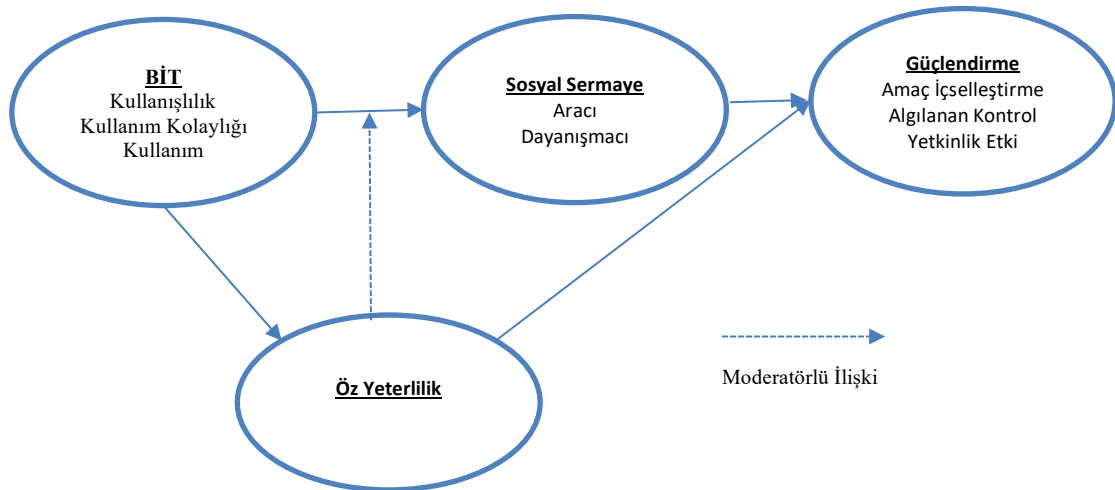 BİT
Kullanışlılık
Kullanım Kolaylığı
Kullanım
Sosyal Sermaye
Aracı
Dayanışmacı
Güçlendirme
Amaç İçselleştirme
Algılanan Kontrol
Yetkinlik Etki
Öz Yeterlilik
Moderatörlü İlişki